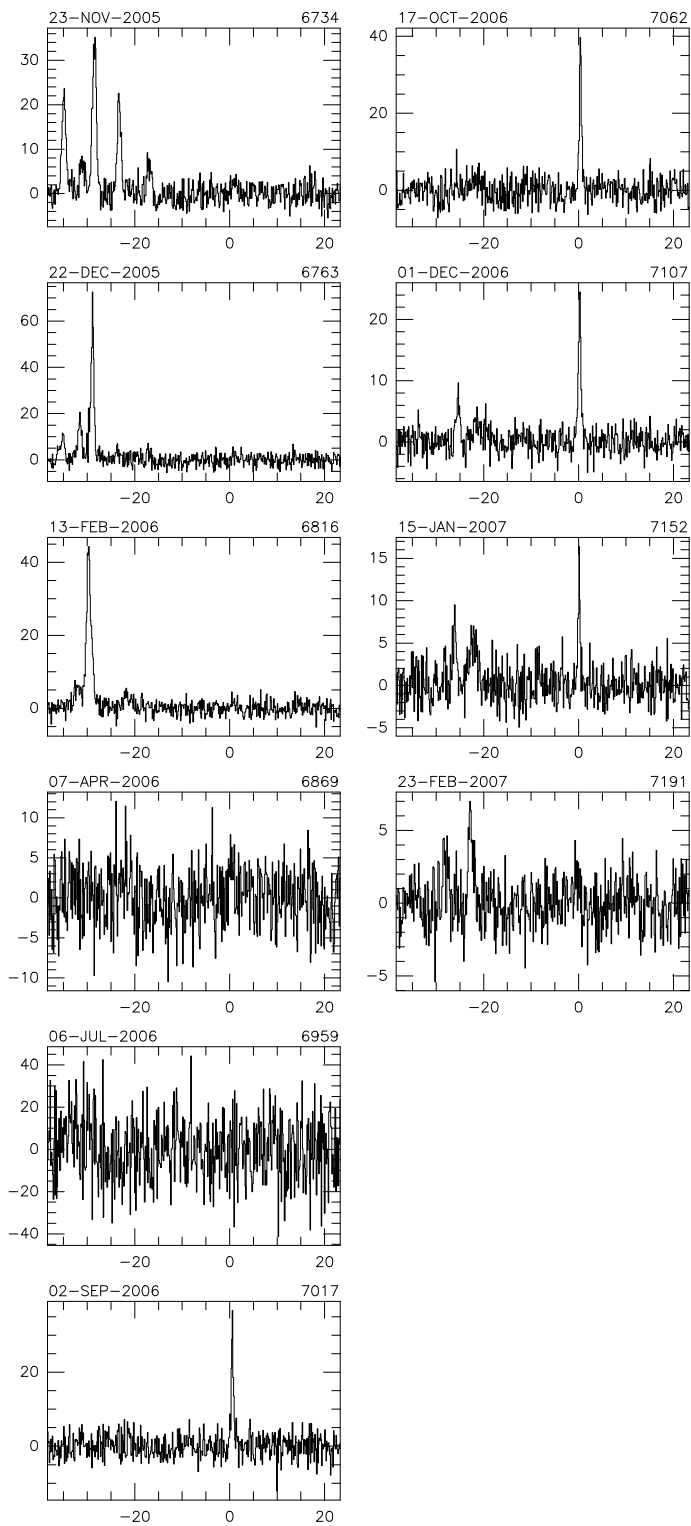 23-NOV-2005 6734
30
20
10
0
-20 0 20
22-DEC-2005 6763
60
40
20
0
-20 0 20
13-FEB-2006 6816
40
20
0
-20 0 20
07-APR-2006 6869
10
5
0
-5
-10
-20 0 20
06-JUL-2006 6959
40
20
0
-20
-40
-20 0 20
02-SEP-2006 7017
20
0
-20 0 20
17-OCT-2006 7062
40
20
0
-20 0 20
01-DEC-2006 7107
20
10
0
-20 0 20
15-JAN-2007 7152
15
10
5
0
-5
-20 0 20
23-FEB-2007 7191
5
0
-5
-20 0 20